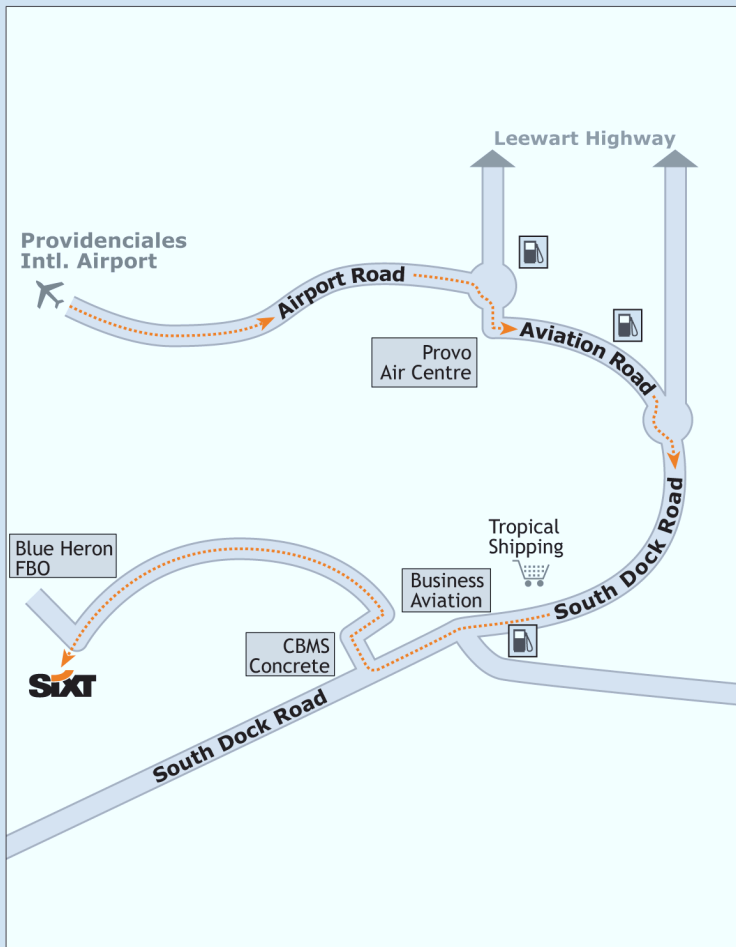 Leewart Highway
Providenciales
Intl. Airport
Airport Road
Aviation Road
Provo
Air Centre
South Dock Road
Tropical
Shipping
Blue Heron
FBO
Business
Aviation
CBMS
Concrete
SiXT
South Dock Road